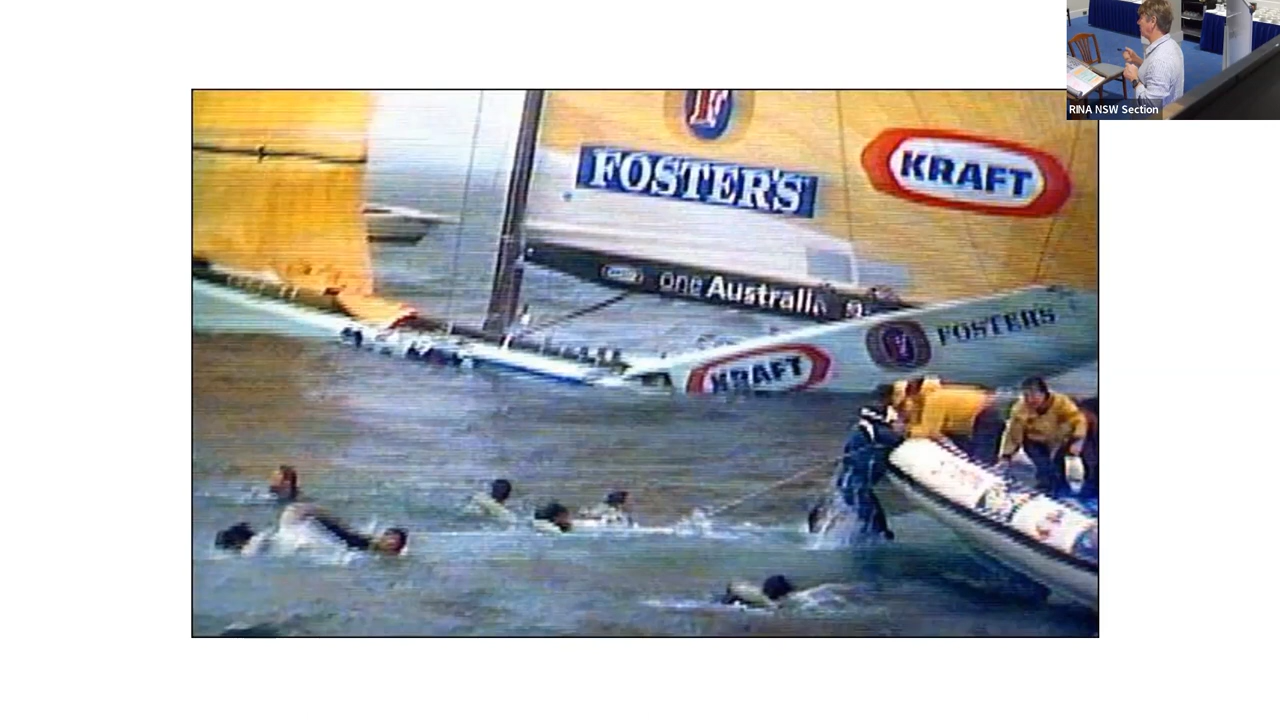 RINA NSW Section
F
FOSTER'S
KRAFT
one Australia
KRAFT
F
FOSTERS